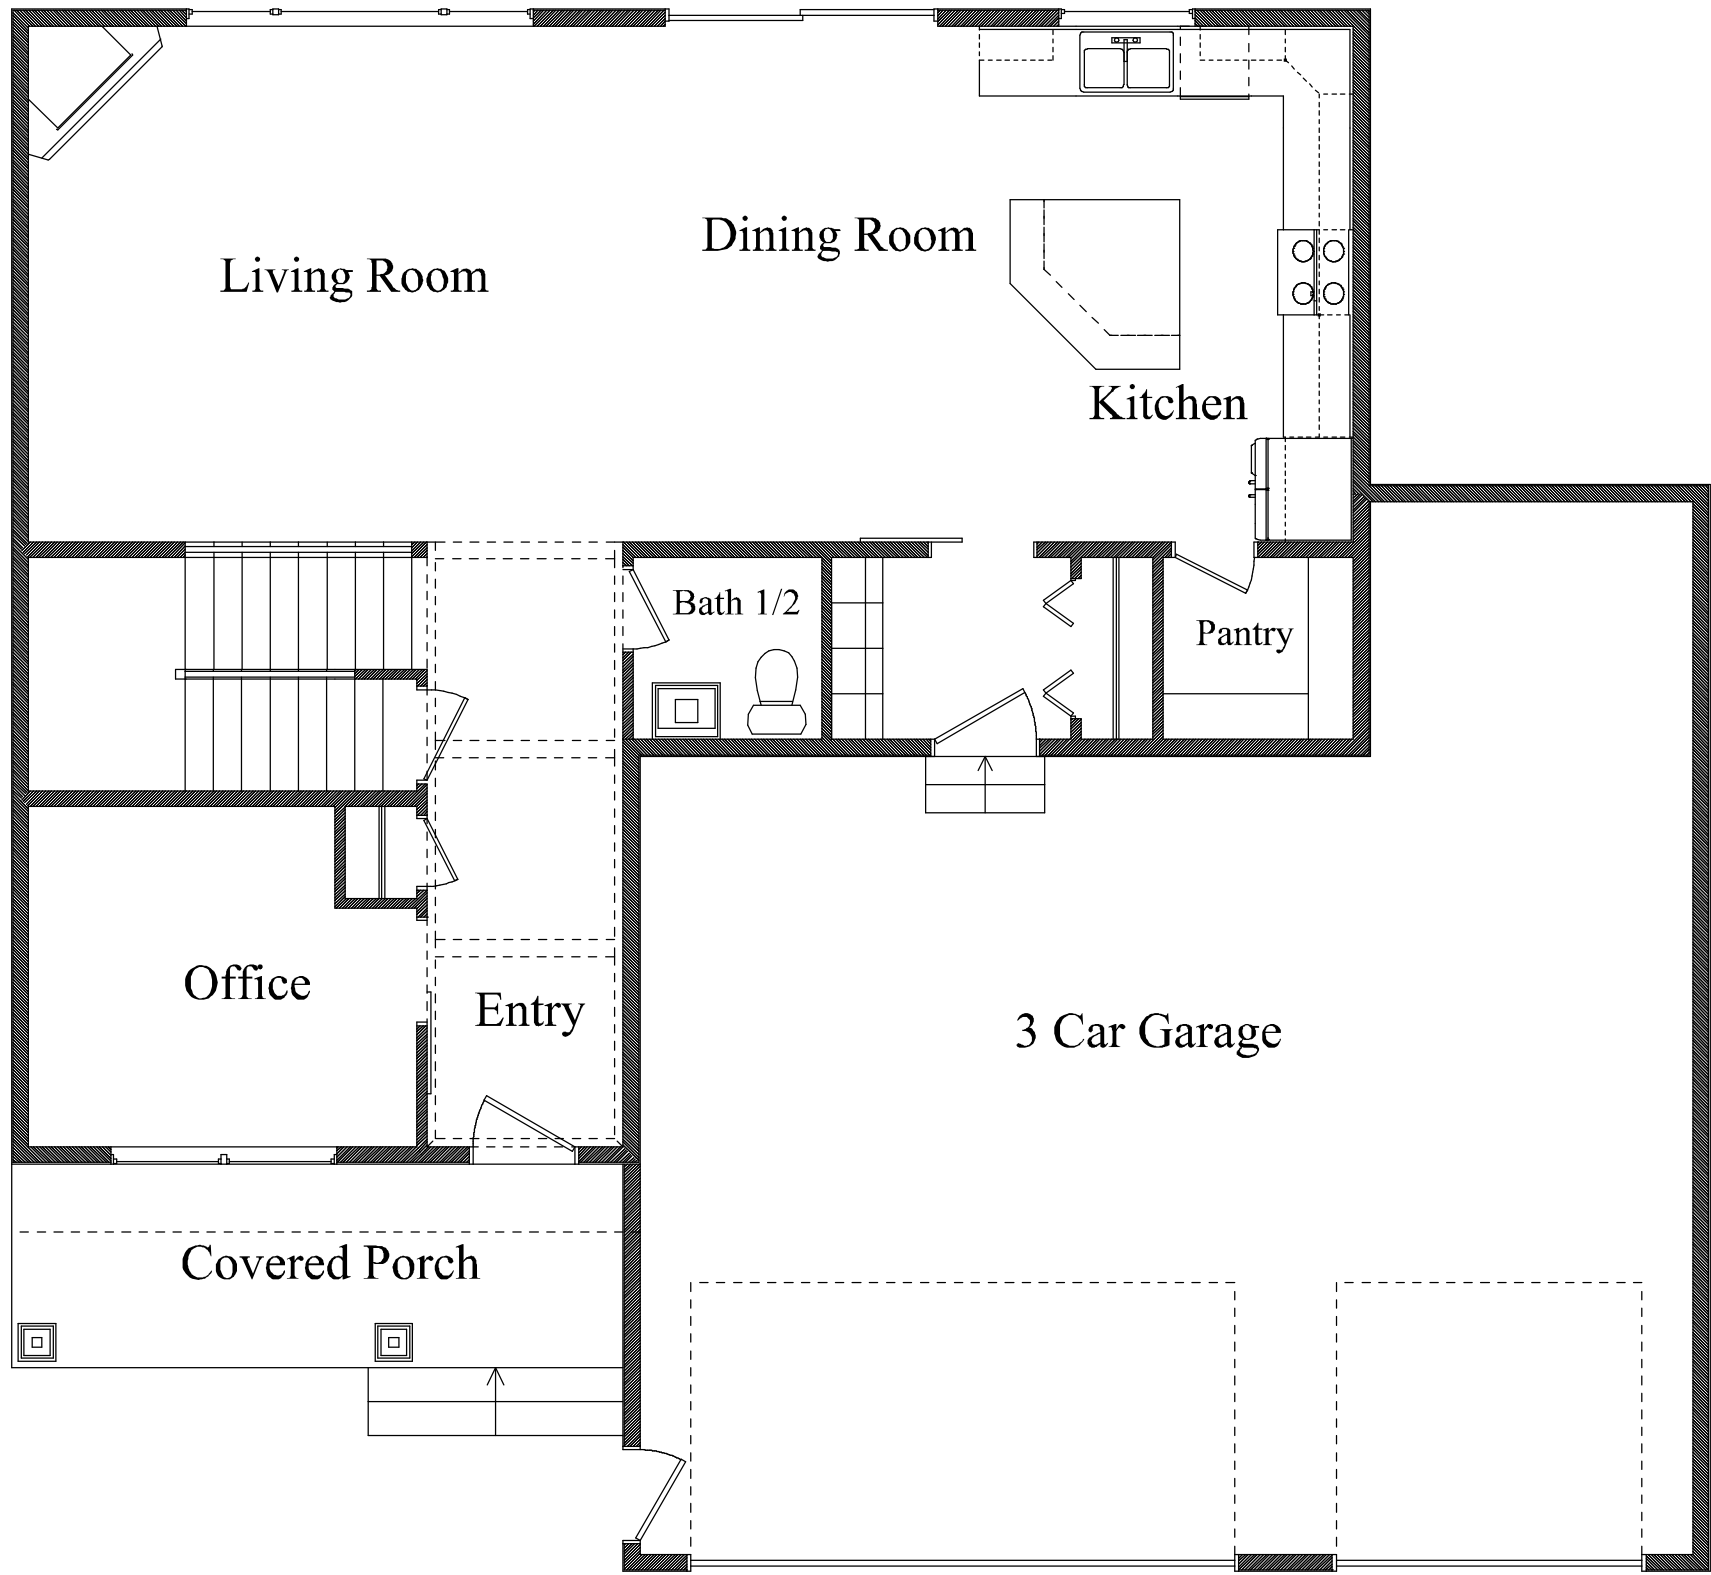 Dining Room
Living Room
Kitchen
Bath 1/2
Pantry
Office
Entry
3 Car Garage
Covered Porch